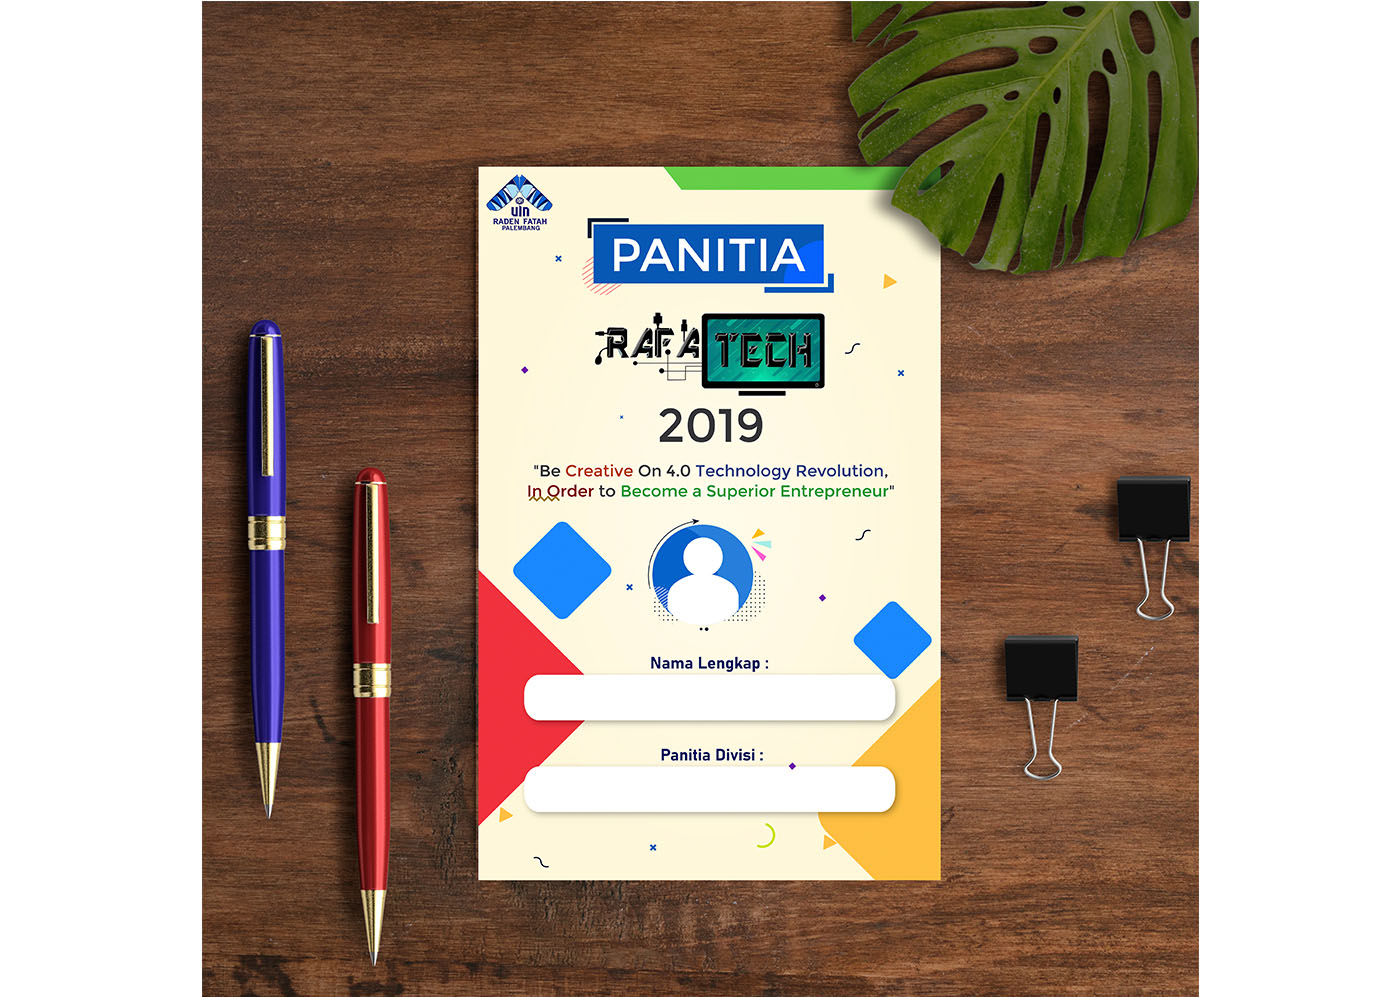 uin
RADEN FATAH
PALEMBANG
PANITIA
RAFA TECH
2019
"Be Creative On 4.0 Technology Revolution,
In Order to Become a Superior Entrepreneur"
Nama Lengkap :
Panitia Divisi :